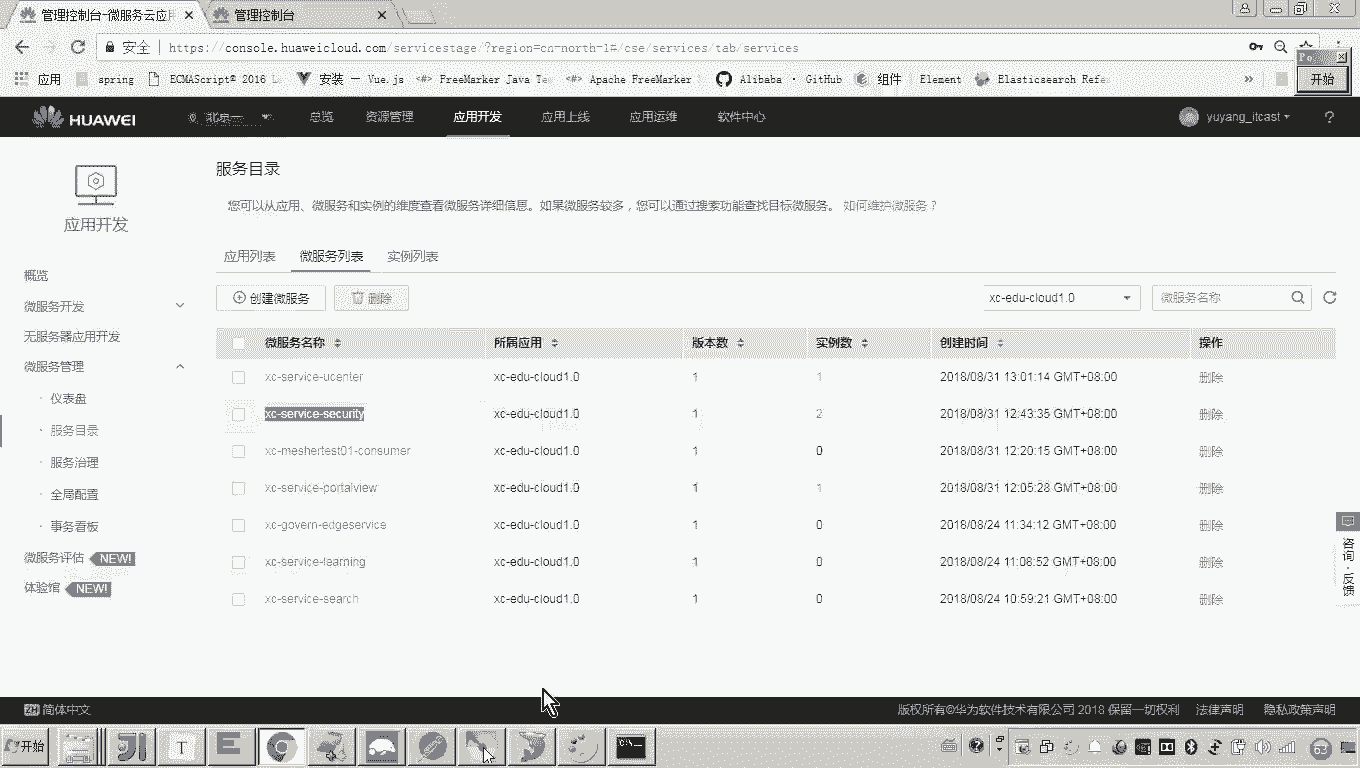 管理控制台-微服务云应用 管理控制台
安全 https://console.huaweicloud.com/servicestage/?region=cn-north-1#/cse/services/tab/services
应用 spring ECMAScript® 2016 La 安装 — Vue.js FreeMarker Java Te Apache FreeMarker Alibaba · GitHub 组件 Element Elasticsearch Refe » 开始
HUAWEI 北京一 总览 资源管理 应用开发 应用上线 应用运维 软件中心 yuyang_itcast ?
应用开发
概览
微服务开发
无服务器应用开发
微服务管理
· 仪表盘
· 服务目录
· 服务治理
· 全局配置
· 事务看板
微服务评估 NEW!
体验馆 NEW!
服务目录
您可以从应用、微服务和实例的维度查看微服务详细信息。如果微服务较多，您可以通过搜索功能查找目标微服务。 如何维护微服务？
应用列表 微服务列表 实例列表
创建微服务 删除 xc-edu-cloud1.0 微服务名称
微服务名称 所属应用 版本数 实例数 创建时间 操作
xc-service-ucenter xc-edu-cloud1.0 1 1 2018/08/31 13:01:14 GMT+08:00 删除
xc-service-security xc-edu-cloud1.0 1 2 2018/08/31 12:43:35 GMT+08:00 删除
xc-meshertest01-consumer xc-edu-cloud1.0 1 0 2018/08/31 12:20:15 GMT+08:00 删除
xc-service-portalview xc-edu-cloud1.0 1 1 2018/08/31 12:05:28 GMT+08:00 删除
xc-govern-edgeservice xc-edu-cloud1.0 1 0 2018/08/24 11:34:12 GMT+08:00 删除
xc-service-learning xc-edu-cloud1.0 1 0 2018/08/24 11:08:52 GMT+08:00 删除
xc-service-search xc-edu-cloud1.0 1 0 2018/08/24 10:59:21 GMT+08:00 删除
咨询·反馈
ZH 简体中文 版权所有©华为软件技术有限公司 2018 保留一切权利 法律声明 隐私政策声明
开始 63